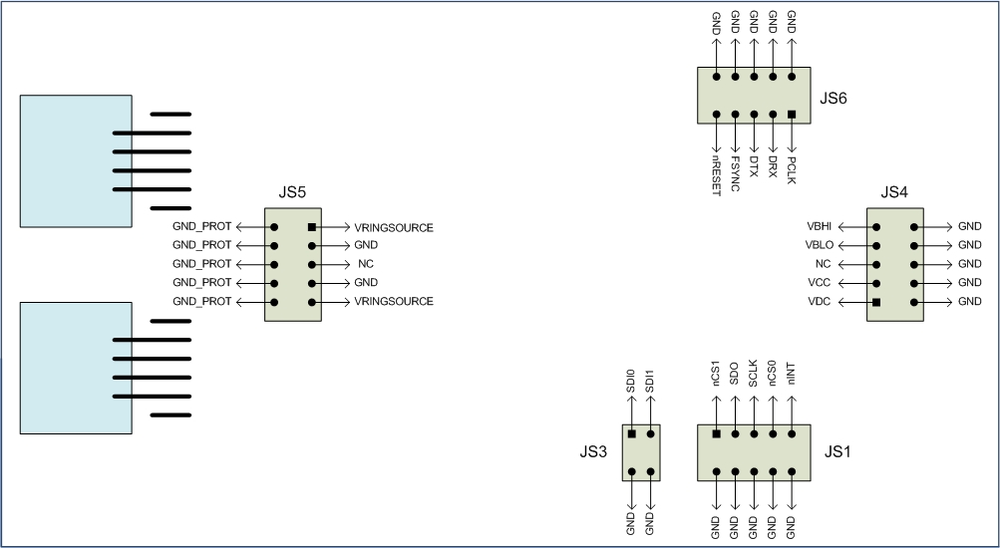 GND
GND
GND
GND
GND
JS6
nRESET
FSYNC
DTX
DRX
PCLK
JS5
GND_PROT
VRINGSOURCE
GND_PROT
GND
GND_PROT
NC
GND_PROT
GND
GND_PROT
VRINGSOURCE
JS4
VBHI
GND
VBLO
GND
NC
GND
VCC
GND
VDC
GND
SDI0
SDI1
JS3
GND
GND
nCS1
SDO
SCLK
nCS0
nINT
JS1
GND
GND
GND
GND
GND